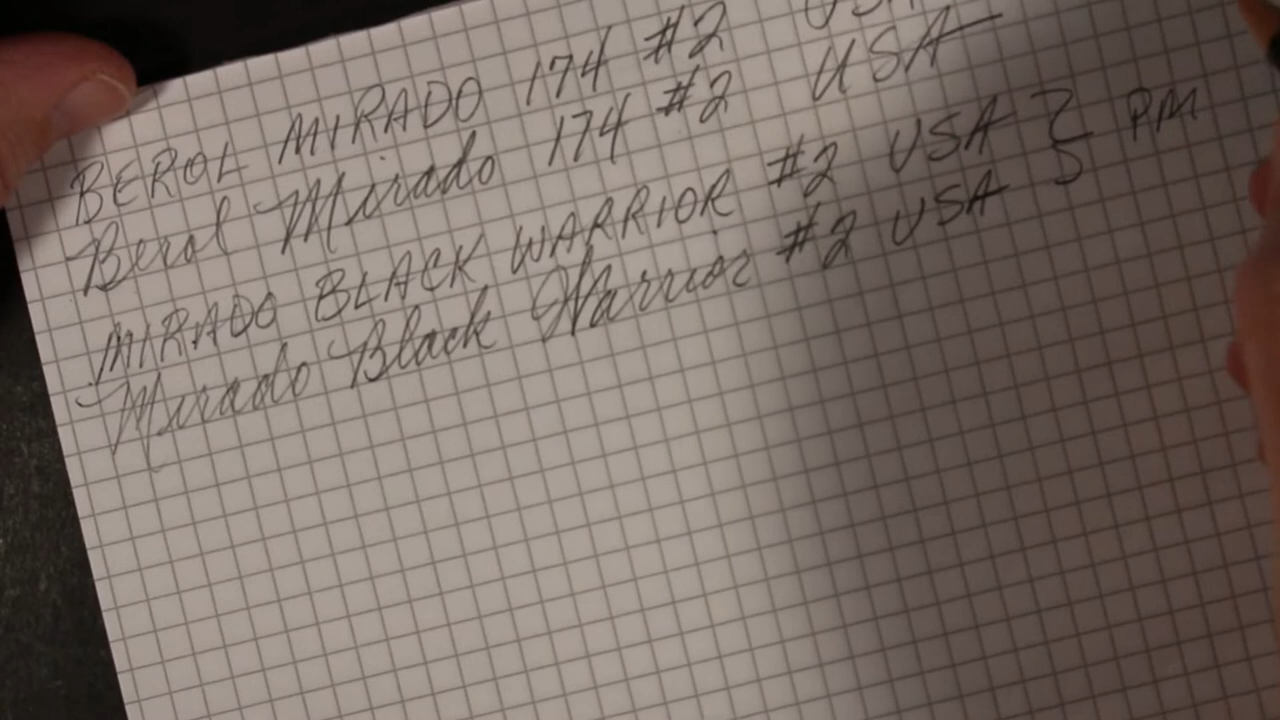 BEROL MIRADO 174 #2 USA
Berol Mirado 174 #2 USA
MIRADO BLACK WARRIOR #2 USA
Mirado Black Warrior #2 USA
PM